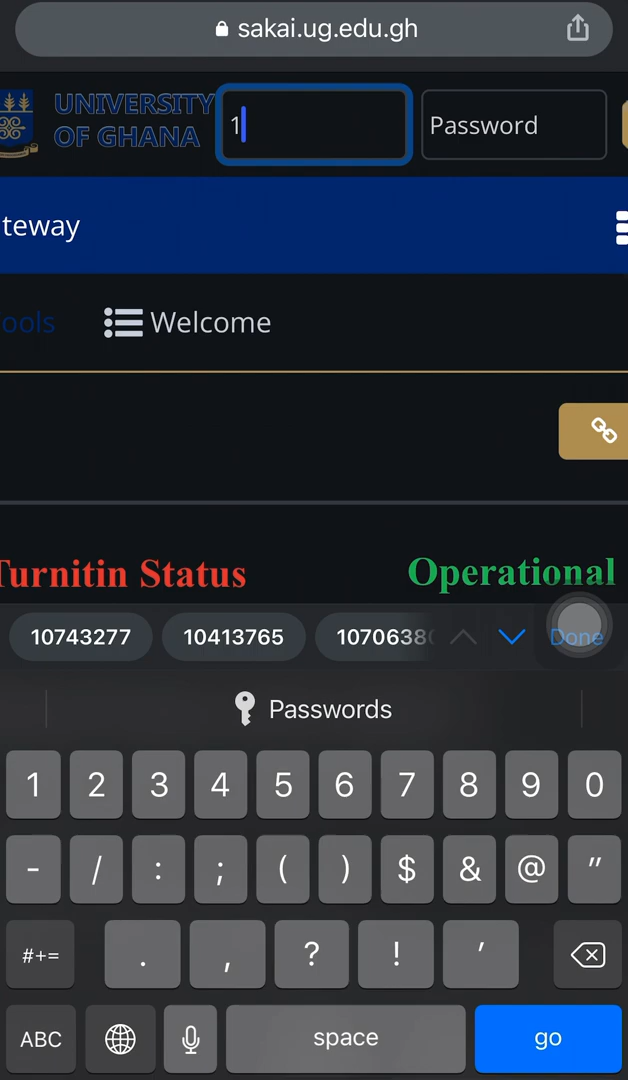 sakai.ug.edu.gh
UNIVERSITY
OF GHANA
1
Password
teway
ools
Welcome
Turnitin Status
Operational
10743277
10413765
10706380
Done
Passwords
1 2 3 4 5 6 7 8 9 0
- / : ; ( ) $ & @ "
#+= . , ? ! '
ABC space go